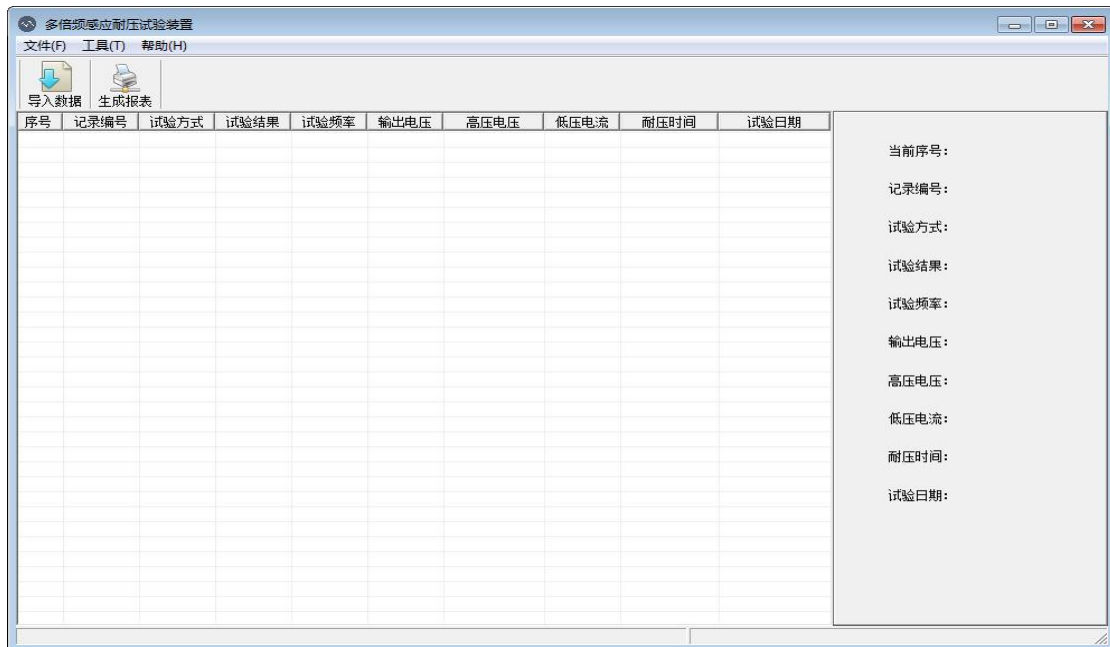 多倍频感应耐压试验装置
文件(F) 工具(T) 帮助(H)
导入数据 生成报表
序号 记录编号 试验方式 试验结果 试验频率 输出电压 高压电压 低压电流 耐压时间 试验日期
当前序号：
记录编号：
试验方式：
试验结果：
试验频率：
输出电压：
高压电压：
低压电流：
耐压时间：
试验日期：